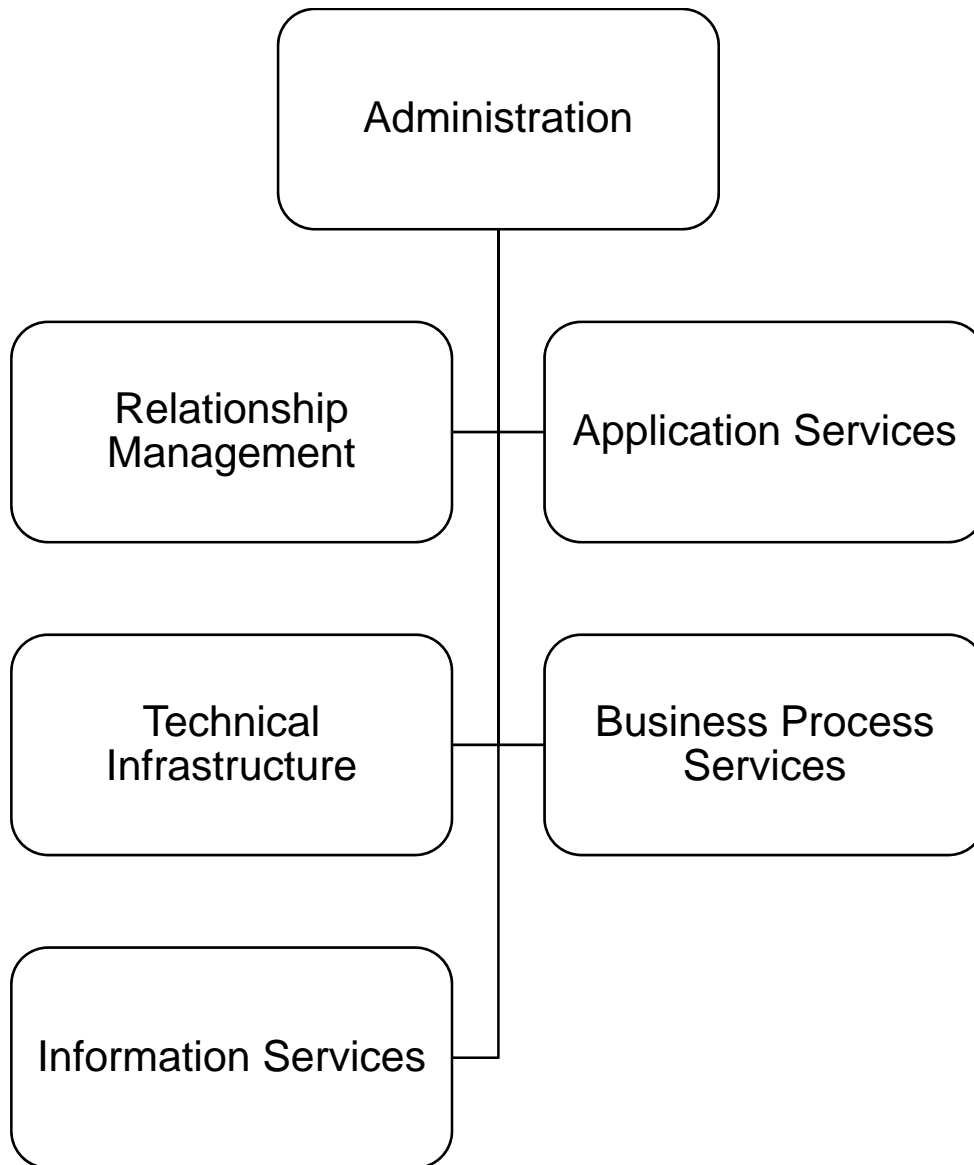 Administration
Relationship
Management
Application Services
Technical
Infrastructure
Business Process
Services
Information Services